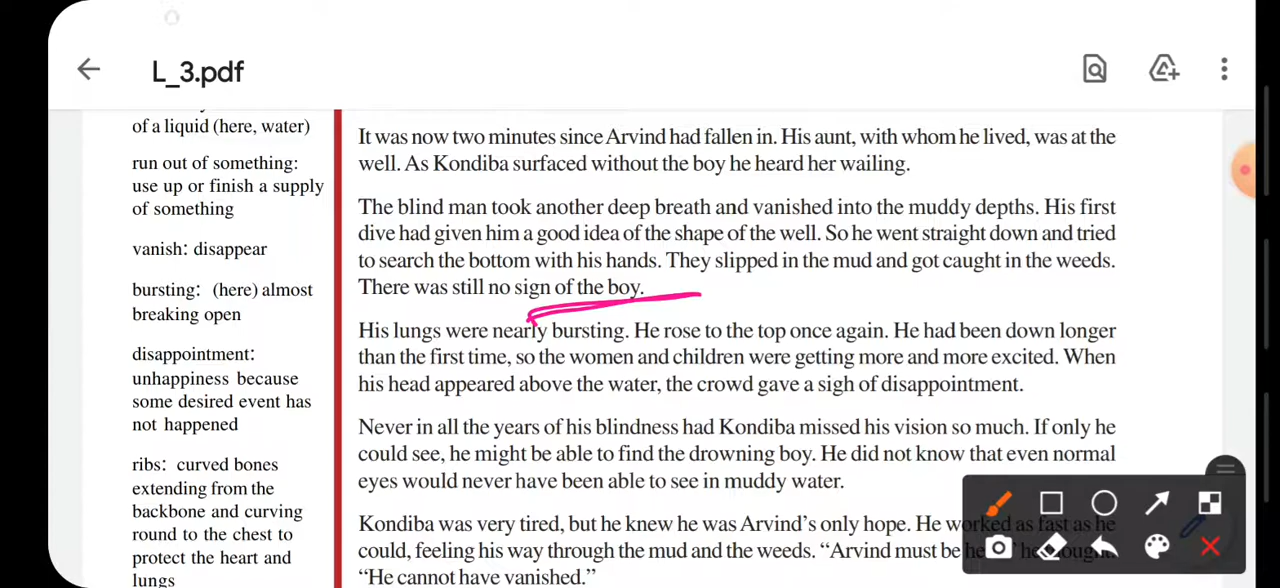 L_3.pdf
of a liquid (here, water)
run out of something:
use up or finish a supply
of something
vanish: disappear
bursting: (here) almost
breaking open
disappointment:
unhappiness because
some desired event has
not happened
ribs: curved bones
extending from the
backbone and curving
round to the chest to
protect the heart and
lungs
It was now two minutes since Arvind had fallen in. His aunt, with whom he lived, was at the
well. As Kondiba surfaced without the boy he heard her wailing.
The blind man took another deep breath and vanished into the muddy depths. His first
dive had given him a good idea of the shape of the well. So he went straight down and tried
to search the bottom with his hands. They slipped in the mud and got caught in the weeds.
There was still no sign of the boy.
His lungs were nearly bursting. He rose to the top once again. He had been down longer
than the first time, so the women and children were getting more and more excited. When
his head appeared above the water, the crowd gave a sigh of disappointment.
Never in all the years of his blindness had Kondiba missed his vision so much. If only he
could see, he might be able to find the drowning boy. He did not know that even normal
eyes would never have been able to see in muddy water.
Kondiba was very tired, but he knew he was Arvind's only hope. He worked as fast as he
could, feeling his way through the mud and the weeds. “Arvind must be he thought.
“He cannot have vanished.”